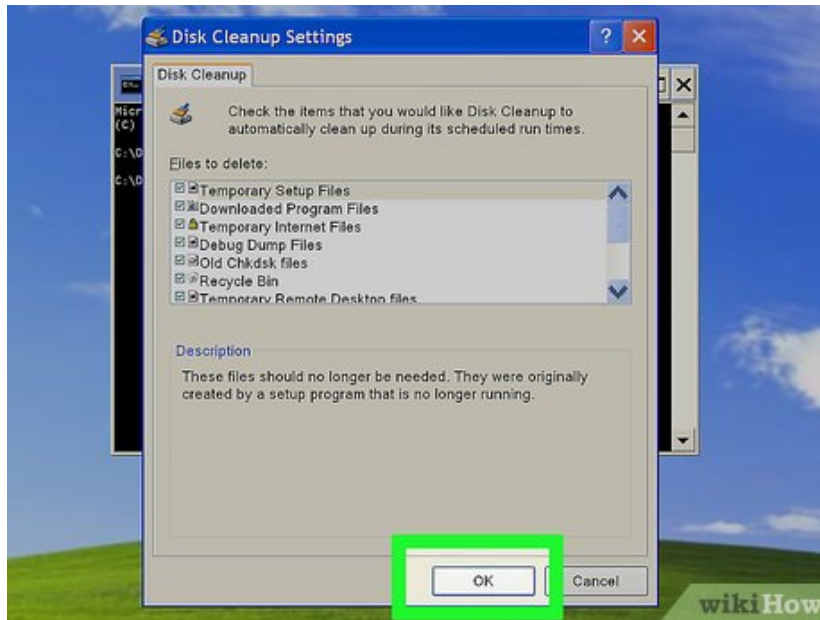 Disk Cleanup Settings
Disk Cleanup
Check the items that you would like Disk Cleanup to
automatically clean up during its scheduled run times.
Files to delete:
Temporary Setup Files
Downloaded Program Files
Temporary Internet Files
Debug Dump Files
Old Chkdsk files
Recycle Bin
Temporary Remote Desktop files
Description
These files should no longer be needed. They were originally
created by a setup program that is no longer running.
OK
Cancel
Micr
(C)
C:\D
C:\D
wikiHow